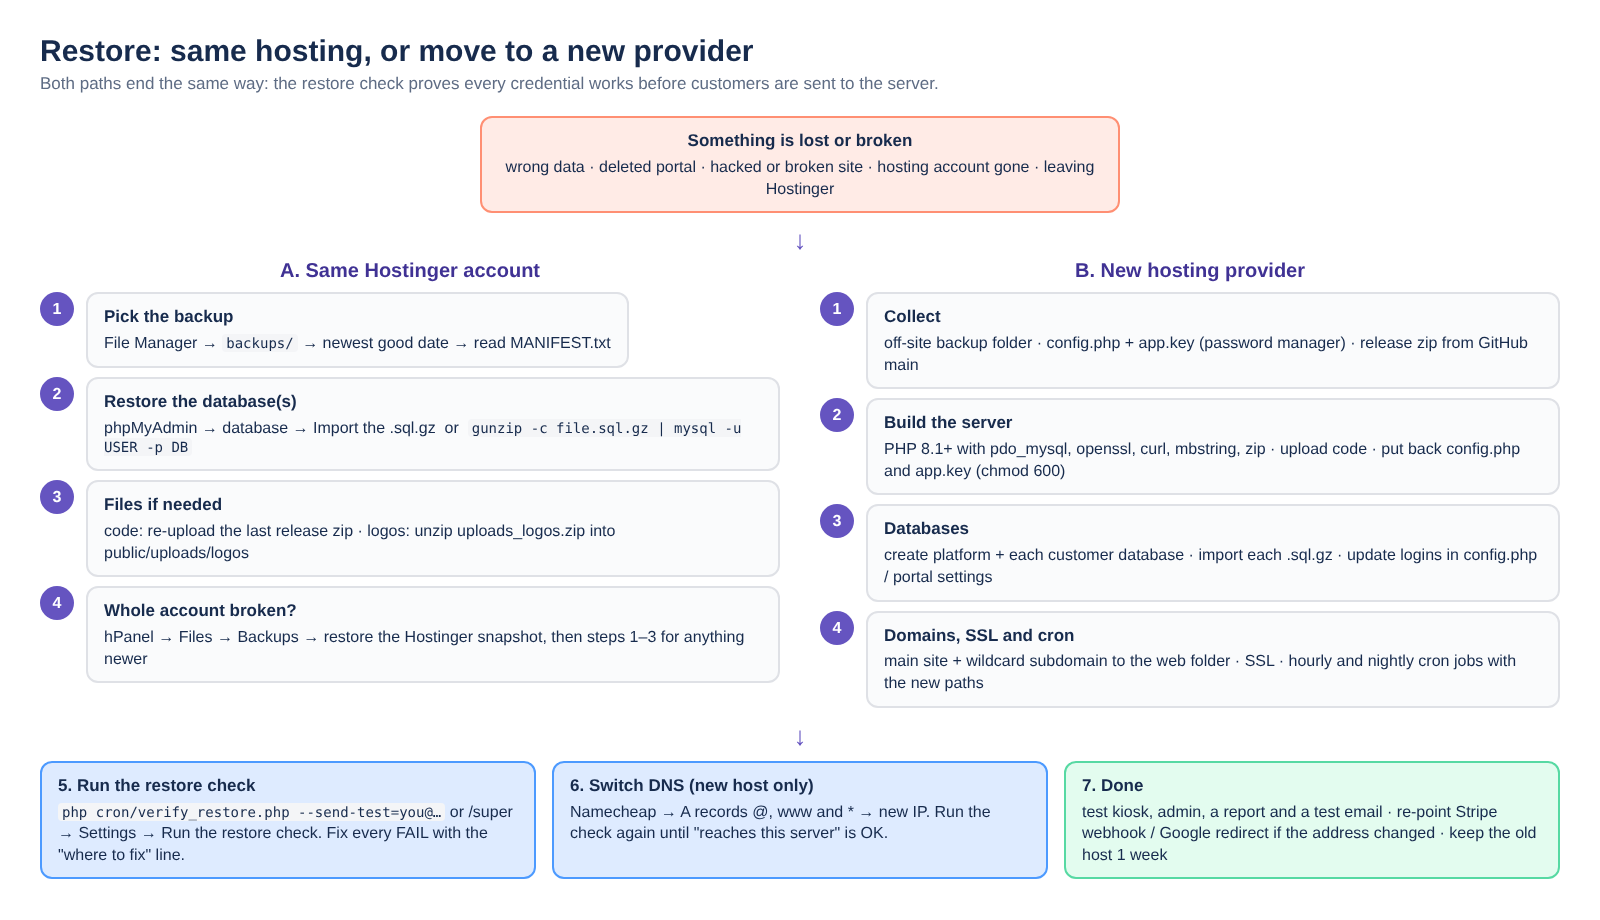 Restore: same hosting, or move to a new provider
Both paths end the same way: the restore check proves every credential works before customers are sent to the server.
Something is lost or broken
wrong data · deleted portal · hacked or broken site · hosting account gone · leaving
Hostinger
↓
A. Same Hostinger account
1
Pick the backup
File Manager → backups/ → newest good date → read MANIFEST.txt
2
Restore the database(s)
phpMyAdmin → database → Import the .sql.gz or gunzip -c file.sql.gz | mysql -u
USER -p DB
3
Files if needed
code: re-upload the last release zip · logos: unzip uploads_logos.zip into
public/uploads/logos
4
Whole account broken?
hPanel → Files → Backups → restore the Hostinger snapshot, then steps 1–3 for anything
newer
B. New hosting provider
1
Collect
off-site backup folder · config.php + app.key (password manager) · release zip from GitHub
main
2
Build the server
PHP 8.1+ with pdo_mysql, openssl, curl, mbstring, zip · upload code · put back config.php
and app.key (chmod 600)
3
Databases
create platform + each customer database · import each .sql.gz · update logins in config.php
/ portal settings
4
Domains, SSL and cron
main site + wildcard subdomain to the web folder · SSL · hourly and nightly cron jobs with
the new paths
↓
5. Run the restore check
php cron/verify_restore.php --send-test=you@… or /super
→ Settings → Run the restore check. Fix every FAIL with the
"where to fix" line.
6. Switch DNS (new host only)
Namecheap → A records @, www and * → new IP. Run the
check again until "reaches this server" is OK.
7. Done
test kiosk, admin, a report and a test email · re-point Stripe
webhook / Google redirect if the address changed · keep the old
host 1 week